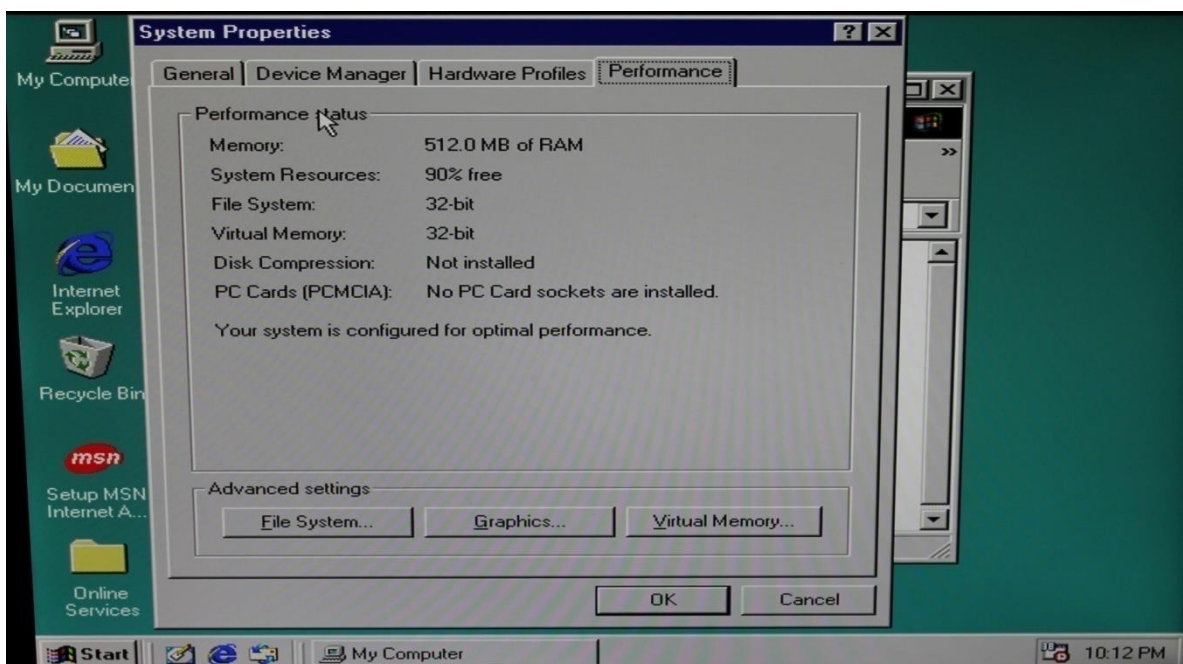 System Properties
General Device Manager Hardware Profiles Performance
Performance status
Memory: 512.0 MB of RAM
System Resources: 90% free
File System: 32-bit
Virtual Memory: 32-bit
Disk Compression: Not installed
PC Cards (PCMCIA): No PC Card sockets are installed.
Your system is configured for optimal performance.
Advanced settings
File System... Graphics... Virtual Memory...
OK Cancel
My Compute
My Documen
Internet
Explorer
Recycle Bin
msn
Setup MSN
Internet A...
Online
Services
Start My Computer 10:12 PM